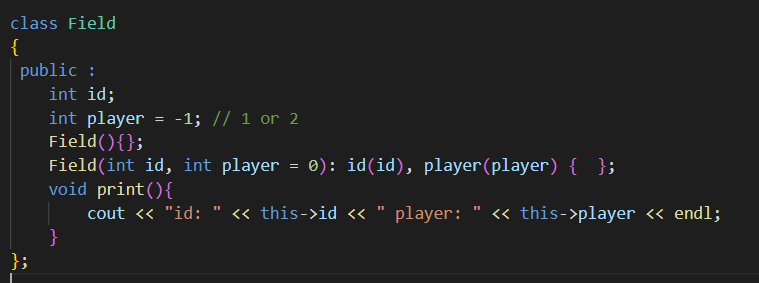 class Field
{
 public :
    int id;
    int player = -1; // 1 or 2
    Field(){};
    Field(int id, int player = 0): id(id), player(player) {  };
    void print(){
        cout << "id: " << this->id << " player: " << this->player << endl;
    }
};